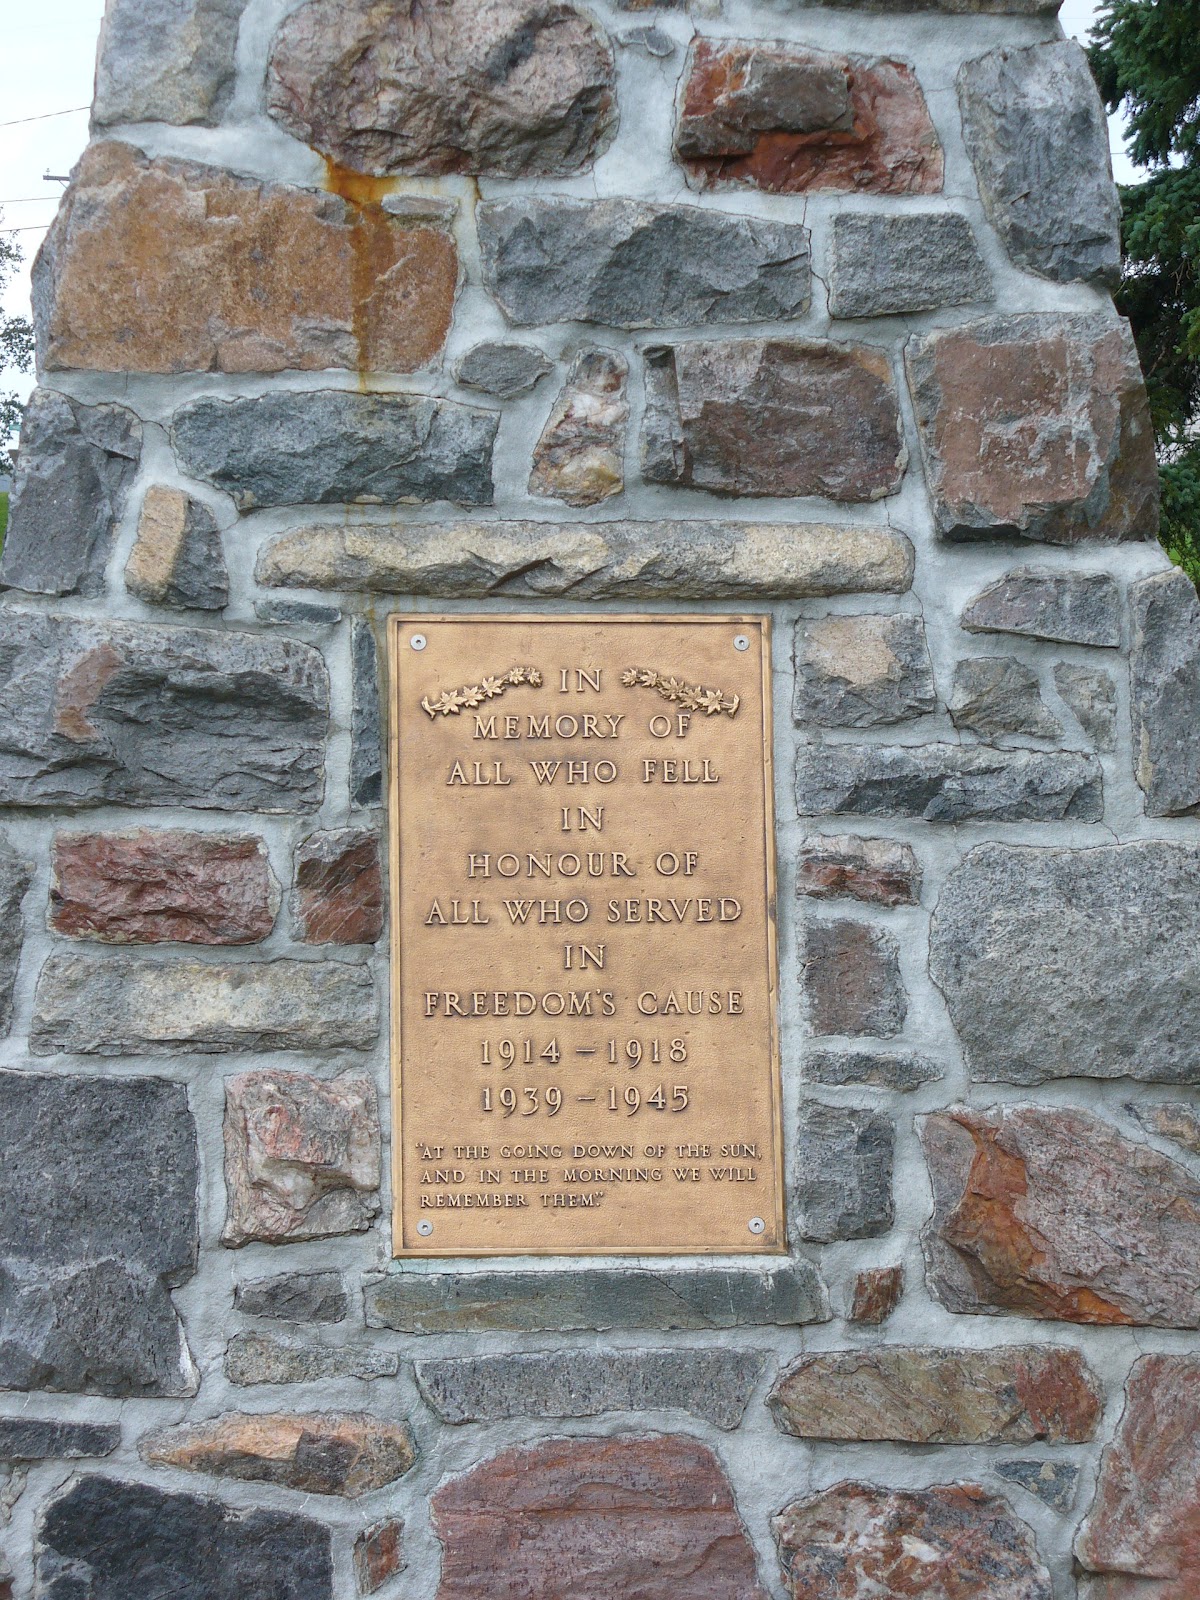 IN
MEMORY OF
ALL WHO FELL
IN
HONOUR OF
ALL WHO SERVED
IN
FREEDOM'S CAUSE
1914 – 1918
1939 – 1945
"AT THE GOING DOWN OF THE SUN,
AND IN THE MORNING WE WILL
REMEMBER THEM."